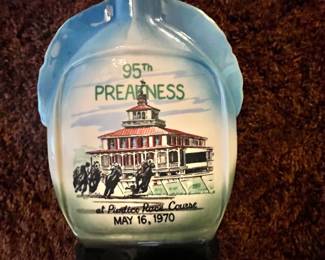 95TH
PREAKNESS
at Pimlico Race Course
MAY 16, 1970